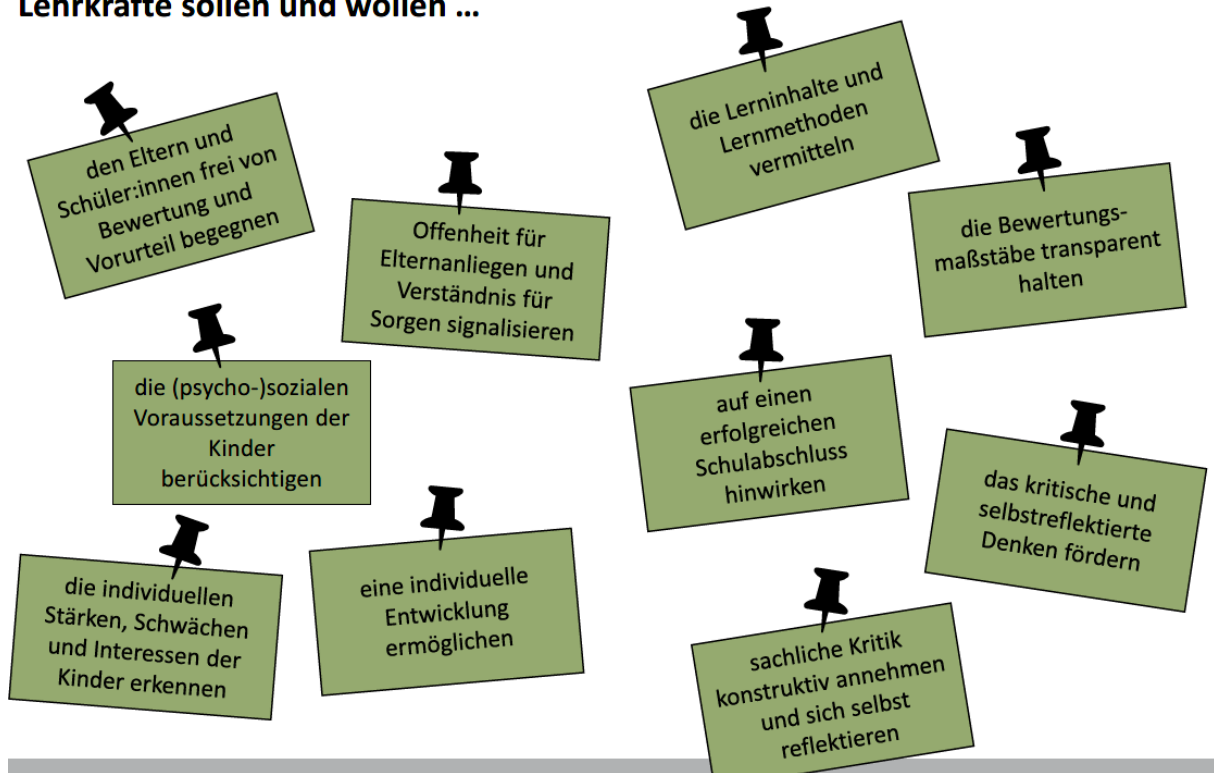 Lehrkräfte sollen und wollen ...
den Eltern und
Schüler:innen frei von
Bewertung und
Vorurteil begegnen
Offenheit für
Elternanliegen und
Verständnis für
Sorgen signalisieren
die (psycho-)sozialen
Voraussetzungen der
Kinder
berücksichtigen
die individuellen
Stärken, Schwächen
und Interessen der
Kinder erkennen
eine individuelle
Entwicklung
ermöglichen
die Lerninhalte und
Lernmethoden
vermitteln
die Bewertungs-
maßstäbe transparent
halten
auf einen
erfolgreichen
Schulabschluss
hinwirken
das kritische und
selbstreflektierte
Denken fördern
sachliche Kritik
konstruktiv annehmen
und sich selbst
reflektieren